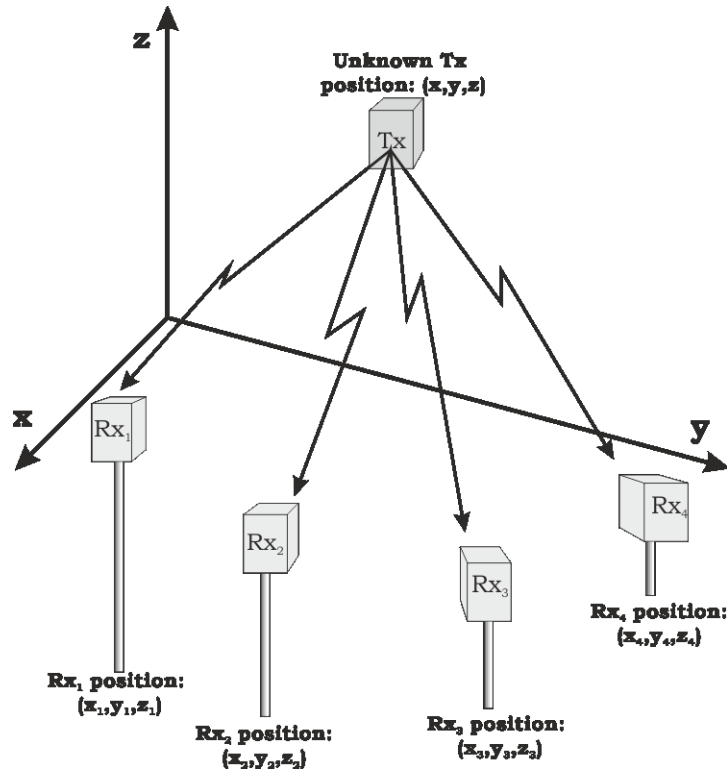 z
Unknown Tx
position: (x,y,z)
Tx
x
Rx₁
y
Rx₂
Rx₃
Rx₄
Rx₄ position:
(x₄,y₄,z₄)
Rx₁ position:
(x₁,y₁,z₁)
Rx₂ position:
(x₂,y₂,z₂)
Rx₃ position:
(x₃,y₃,z₃)